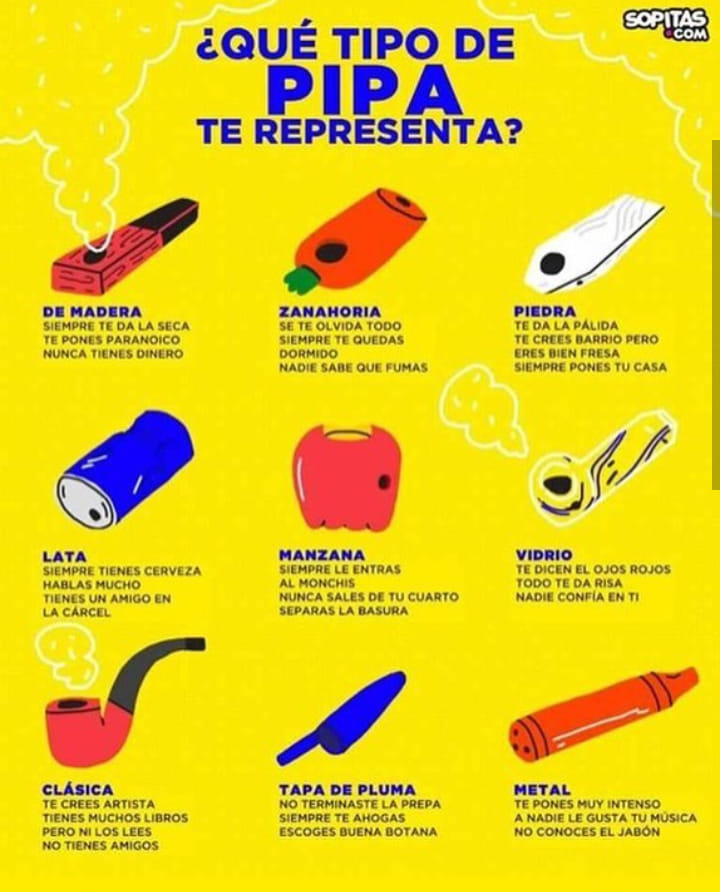 SOPITAS
.COM
¿QUÉ TIPO DE
PIPA
TE REPRESENTA?
DE MADERA
SIEMPRE TE DA LA SECA
TE PONES PARANOICO
NUNCA TIENES DINERO
ZANAHORIA
SE TE OLVIDA TODO
SIEMPRE TE QUEDAS
DORMIDO
NADIE SABE QUE FUMAS
PIEDRA
TE DA LA PÁLIDA
TE CREES BARRIO PERO
ERES BIEN FRESA
SIEMPRE PONES TU CASA
LATA
SIEMPRE TIENES CERVEZA
HABLAS MUCHO
TIENES UN AMIGO EN
LA CÁRCEL
MANZANA
SIEMPRE LE ENTRAS
AL MONCHIS
NUNCA SALES DE TU CUARTO
SEPARAS LA BASURA
VIDRIO
TE DICEN EL OJOS ROJOS
TODO TE DA RISA
NADIE CONFÍA EN TI
CLÁSICA
TE CREES ARTISTA
TIENES MUCHOS LIBROS
PERO NI LOS LEES
NO TIENES AMIGOS
TAPA DE PLUMA
NO TERMINASTE LA PREPA
SIEMPRE TE AHOGAS
ESCOGES BUENA BOTANA
METAL
TE PONES MUY INTENSO
A NADIE LE GUSTA TU MÚSICA
NO CONOCES EL JABÓN